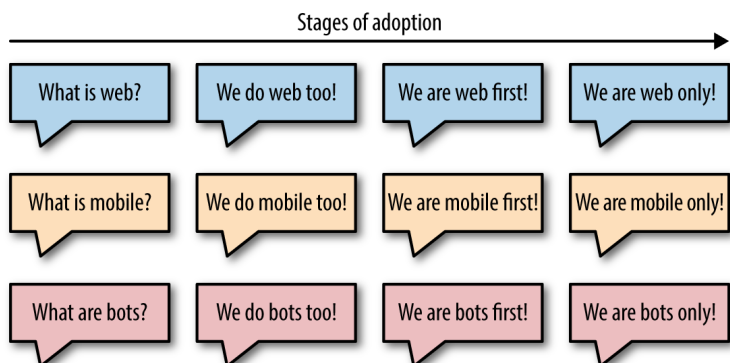 Stages of adoption
What is web?
We do web too!
We are web first!
We are web only!
What is mobile?
We do mobile too!
We are mobile first!
We are mobile only!
What are bots?
We do bots too!
We are bots first!
We are bots only!